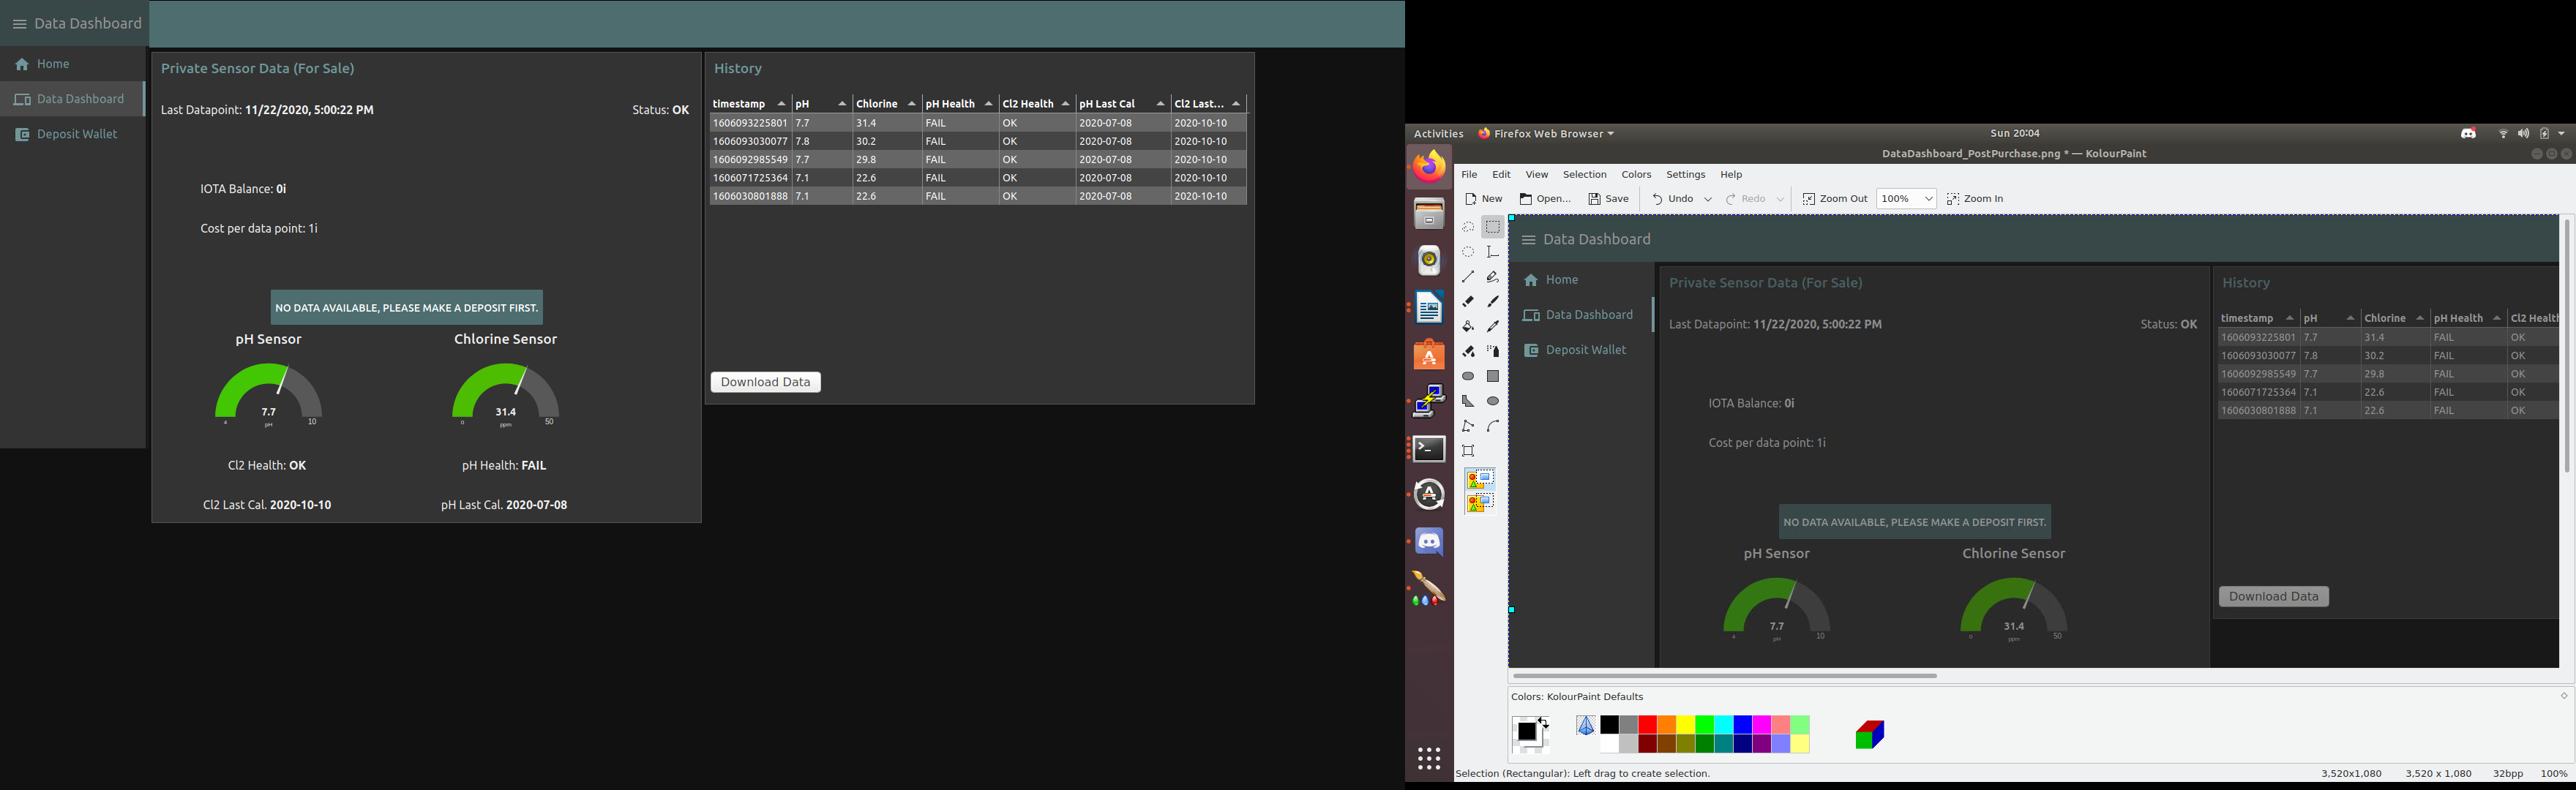 Data Dashboard
Home
Data Dashboard
Deposit Wallet
Private Sensor Data (For Sale)
Last Datapoint: 11/22/2020, 5:00:22 PM Status: OK
IOTA Balance: 0i
Cost per data point: 1i
NO DATA AVAILABLE, PLEASE MAKE A DEPOSIT FIRST.
pH Sensor Chlorine Sensor
7.7 31.4
4 pH 10 0 ppm 50
Cl2 Health: OK pH Health: FAIL
Cl2 Last Cal. 2020-10-10 pH Last Cal. 2020-07-08
History
timestamp pH Chlorine pH Health Cl2 Health pH Last Cal Cl2 Last...
1606093225801 7.7 31.4 FAIL OK 2020-07-08 2020-10-10
1606093030077 7.8 30.2 FAIL OK 2020-07-08 2020-10-10
1606092985549 7.7 29.8 FAIL OK 2020-07-08 2020-10-10
1606071725364 7.1 22.6 FAIL OK 2020-07-08 2020-10-10
1606030801888 7.1 22.6 FAIL OK 2020-07-08 2020-10-10
Download Data
Activities Firefox Web Browser Sun 20:04
DataDashboard_PostPurchase.png * — KolourPaint
File Edit View Selection Colors Settings Help
New Open... Save Undo Redo Zoom Out 100% Zoom In
Data Dashboard
Home
Data Dashboard
Deposit Wallet
Private Sensor Data (For Sale)
Last Datapoint: 11/22/2020, 5:00:22 PM Status: OK
IOTA Balance: 0i
Cost per data point: 1i
NO DATA AVAILABLE, PLEASE MAKE A DEPOSIT FIRST.
pH Sensor Chlorine Sensor
7.7 31.4
4 pH 10 0 ppm 50
History
timestamp pH Chlorine pH Health Cl2 Health
1606093225801 7.7 31.4 FAIL OK
1606093030077 7.8 30.2 FAIL OK
1606092985549 7.7 29.8 FAIL OK
1606071725364 7.1 22.6 FAIL OK
1606030801888 7.1 22.6 FAIL OK
Download Data
Colors: KolourPaint Defaults
Selection (Rectangular): Left drag to create selection. 3,520x1,080 3,520 x 1,080 32bpp 100%